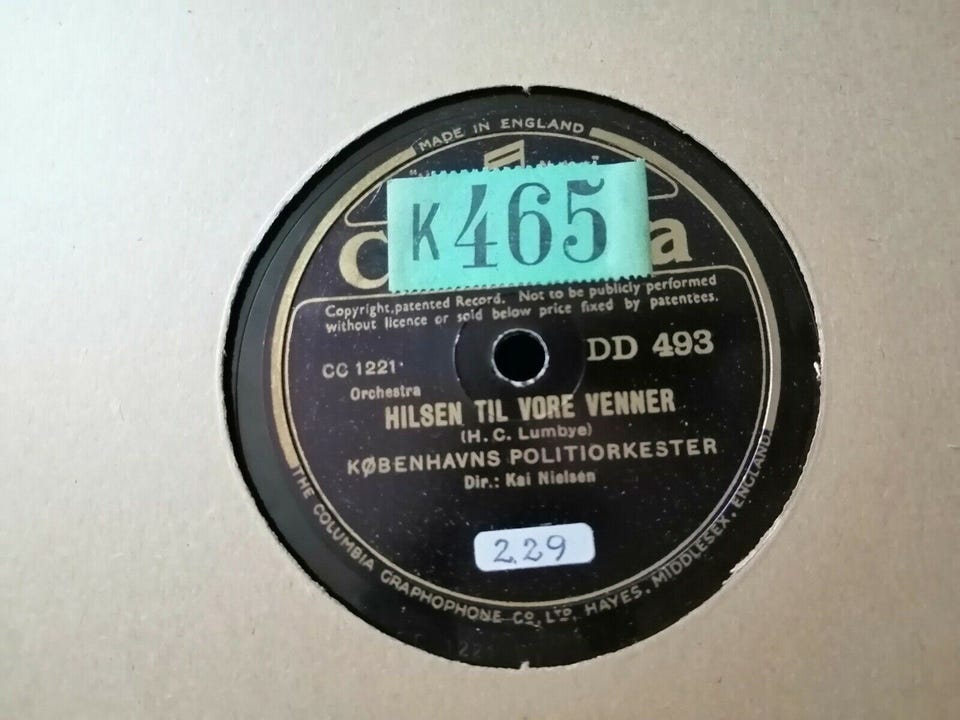 MADE IN ENGLAND
K465
C a
Copyright, patented Record. Not to be publicly performed
without licence or sold below price fixed by patentees.
CC 1221
DD 493
Orchestra
HILSEN TIL VORE VENNER
(H. C. Lumbye)
KØBENHAVNS POLITIORKESTER
Dir.: Kai Nielsen
2.29
THE COLUMBIA GRAPHOPHONE CO. LTD. HAYES, MIDDLESEX, ENGLAND